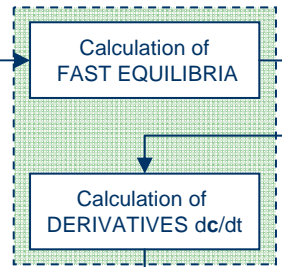 Calculation of
FAST EQUILIBRIA
Calculation of
DERIVATIVES dc/dt